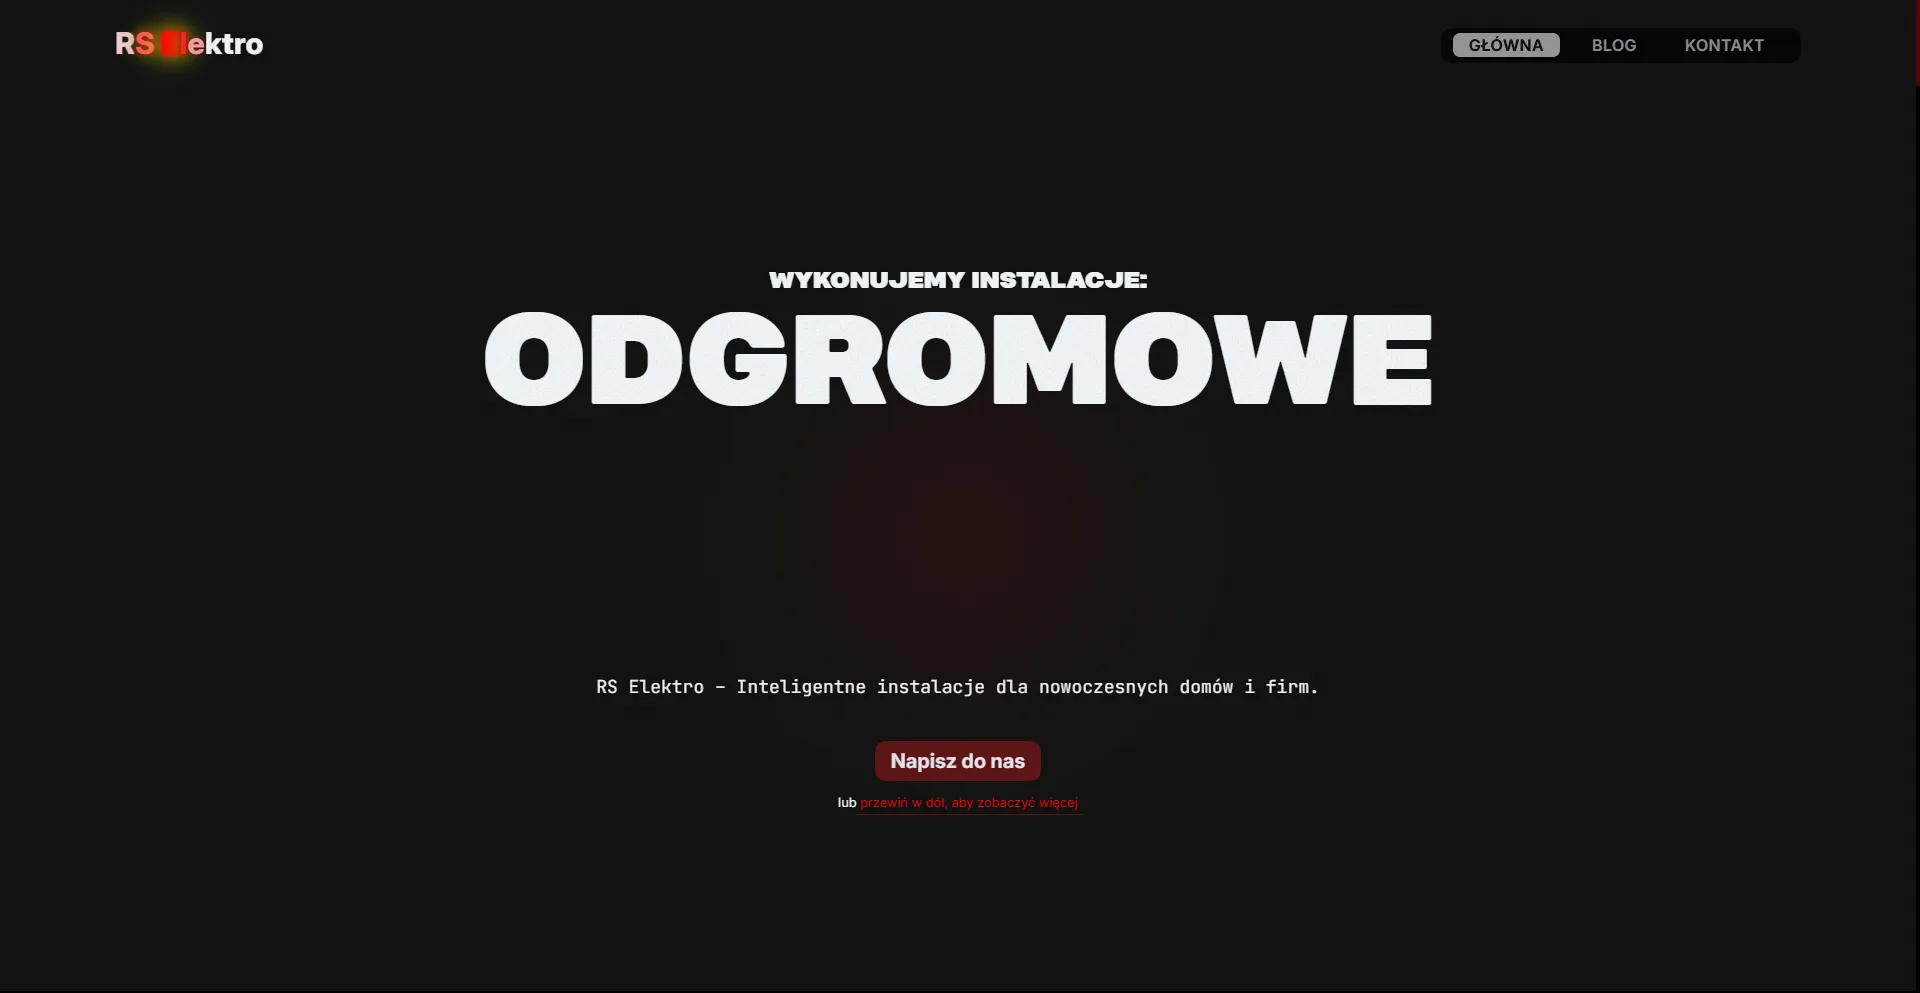 RS Elektro
GŁÓWNA BLOG KONTAKT
WYKONUJEMY INSTALACJE:
ODGROMOWE
RS Elektro – Inteligentne instalacje dla nowoczesnych domów i firm.
Napisz do nas
lub przewiń w dół, aby zobaczyć więcej